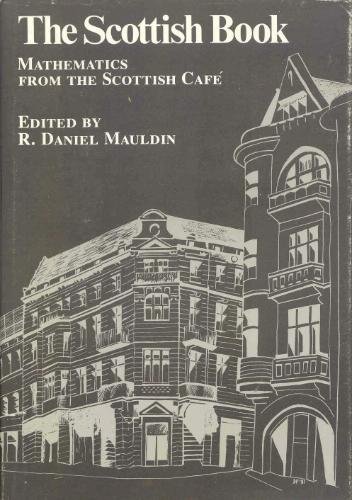 The Scottish Book
MATHEMATICS
FROM THE SCOTTISH CAFÉ
EDITED BY
R. DANIEL MAULDIN